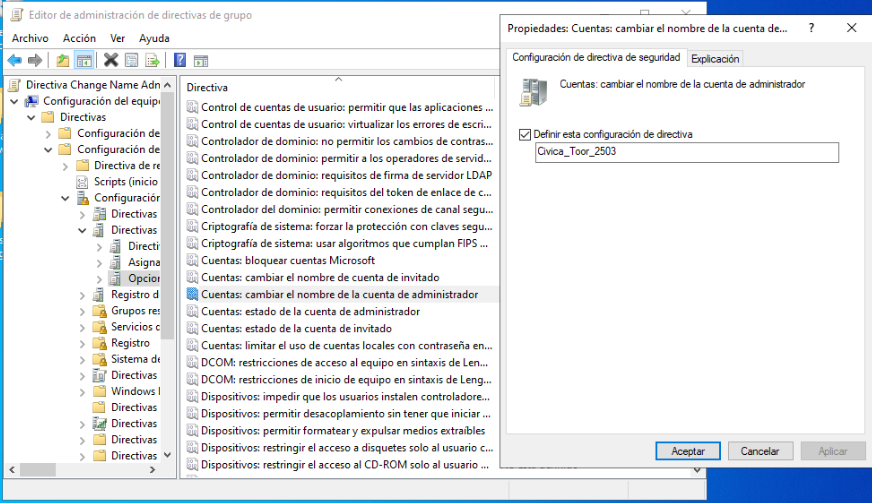 Editor de administración de directivas de grupo
Archivo Acción Ver Ayuda
Directiva Change Name Adm
Configuración del equip
Directivas
Configuración de
Configuración de
Directiva de re
Scripts (inicio
Configuración
Directivas
Directivas
Directi
Asigna
Opcion
Registro d
Grupos res
Servicios d
Registro
Sistema de
Directivas
Windows I
Directivas
Directivas
Directivas
Directivas
Directiva
Control de cuentas de usuario: permitir que las aplicaciones ...
Control de cuentas de usuario: virtualizar los errores de escri...
Controlador de dominio: no permitir los cambios de contras...
Controlador de dominio: permitir a los operadores de servid...
Controlador de dominio: requisitos de firma de servidor LDAP
Controlador de dominio: requisitos del token de enlace de c...
Controlador del dominio: permitir conexiones de canal segu...
Criptografía de sistema: forzar la protección con claves segu...
Criptografía de sistema: usar algoritmos que cumplan FIPS ...
Cuentas: bloquear cuentas Microsoft
Cuentas: cambiar el nombre de cuenta de invitado
Cuentas: cambiar el nombre de la cuenta de administrador
Cuentas: estado de la cuenta de administrador
Cuentas: estado de la cuenta de invitado
Cuentas: limitar el uso de cuentas locales con contraseña en...
DCOM: restricciones de acceso al equipo en sintaxis de Len...
DCOM: restricciones de inicio de equipo en sintaxis de Leng...
Dispositivos: impedir que los usuarios instalen controladore...
Dispositivos: permitir desacoplamiento sin tener que iniciar ...
Dispositivos: permitir formatear y expulsar medios extraíbles
Dispositivos: restringir el acceso a disquetes solo al usuario c...
Dispositivos: restringir el acceso al CD-ROM solo al usuario ...
Propiedades: Cuentas: cambiar el nombre de la cuenta de...
Configuración de directiva de seguridad Explicación
Cuentas: cambiar el nombre de la cuenta de administrador
Definir esta configuración de directiva
Civica_Toor_2503
Aceptar Cancelar Aplicar